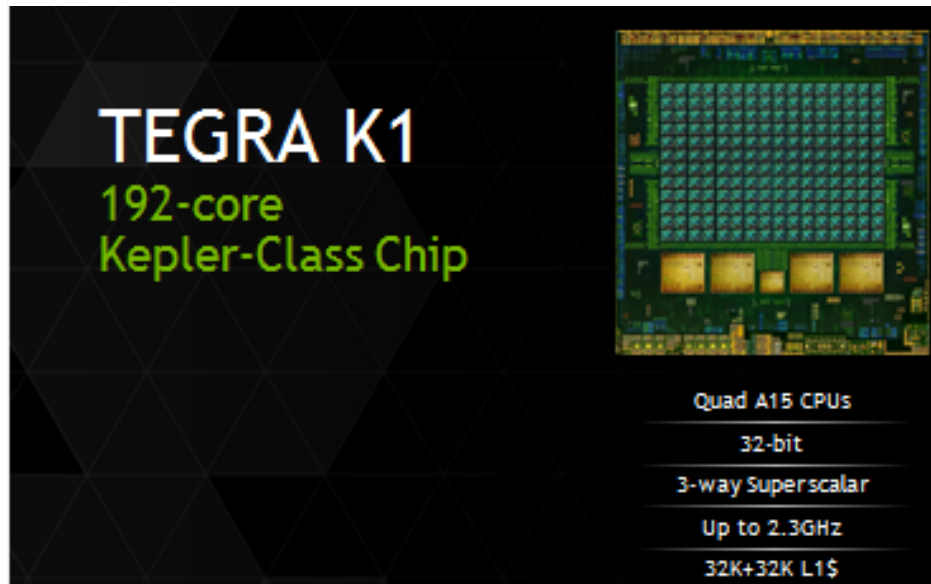 TEGRA K1
192-core
Kepler-Class Chip
Quad A15 CPUs
32-bit
3-way Superscalar
Up to 2.3GHz
32K+32K L1$